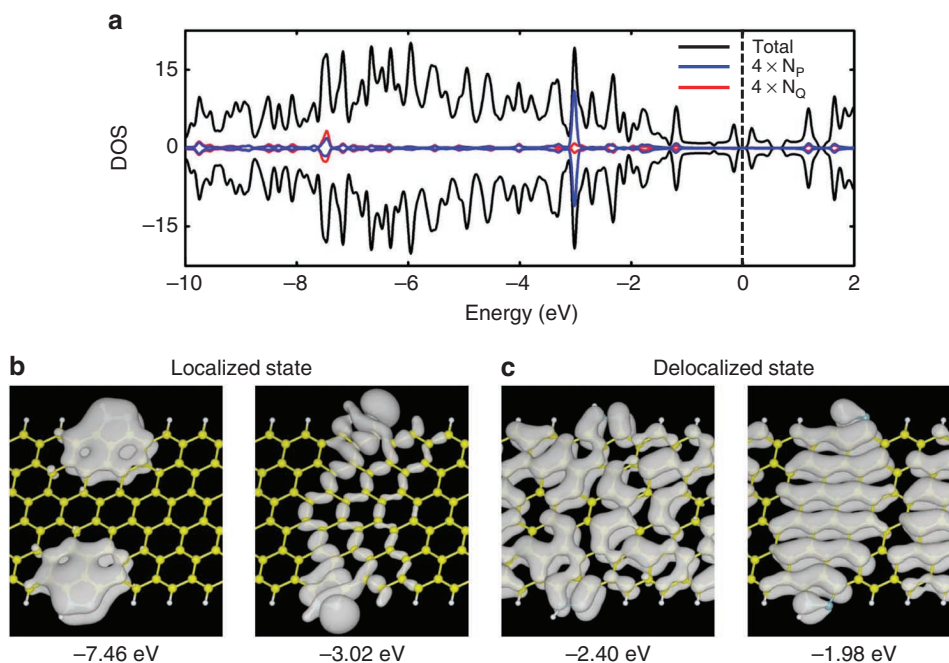 a
Total
4 × N_P
4 × N_Q
15
0
−15
DOS
−10
−8
−6
−4
−2
0
2
Energy (eV)
b
Localized state
c
Delocalized state
−7.46 eV
−3.02 eV
−2.40 eV
−1.98 eV